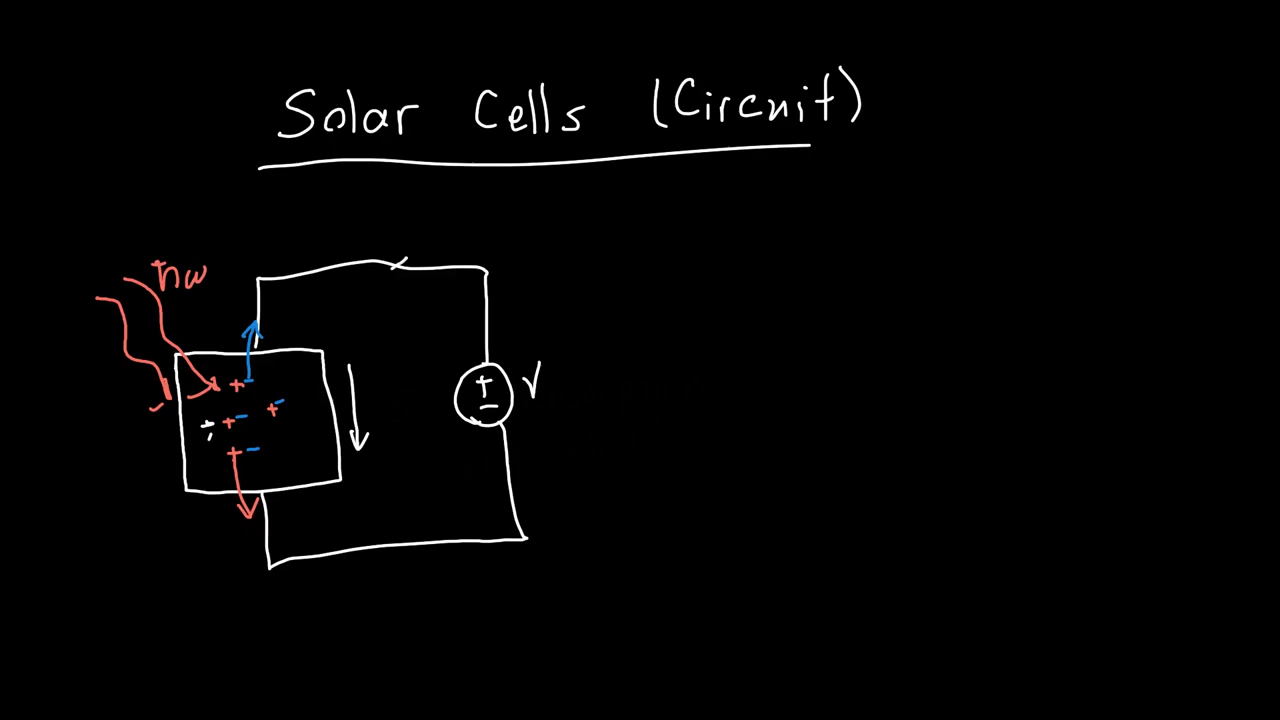 Solar Cells (Circuit)
ħω
+ -
+ -
+ -
+ -
+
-
V